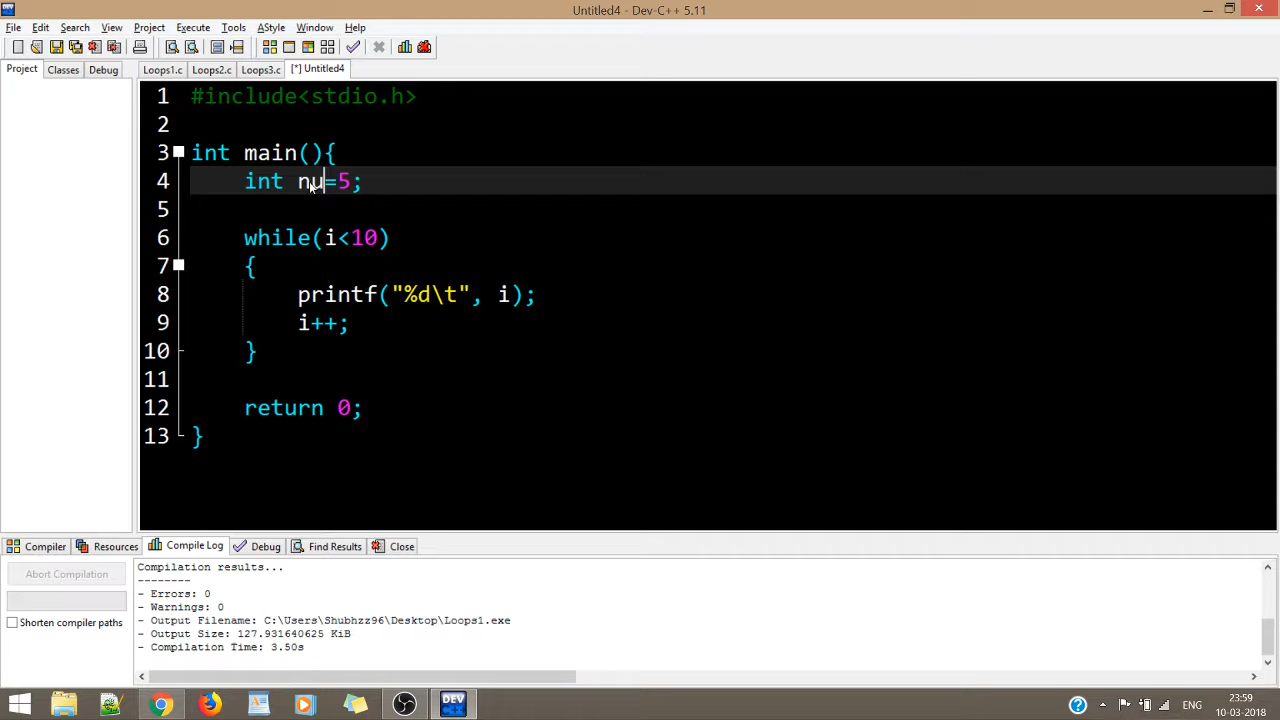 Untitled4 - Dev-C++ 5.11
File Edit Search View Project Execute Tools AStyle Window Help
Project Classes Debug Loops1.c Loops2.c Loops3.c [*] Untitled4
1 #include<stdio.h>
2
3 int main(){
4 int nu=5;
5
6 while(i<10)
7 {
8 printf("%d\t", i);
9 i++;
10 }
11
12 return 0;
13 }
Compiler Resources Compile Log Debug Find Results Close
Abort Compilation
Shorten compiler paths
Compilation results...
--------
- Errors: 0
- Warnings: 0
- Output Filename: C:\Users\Shubhzz96\Desktop\Loops1.exe
- Output Size: 127.931640625 KiB
- Compilation Time: 3.50s
DEV
ENG
23:59
10-03-2018